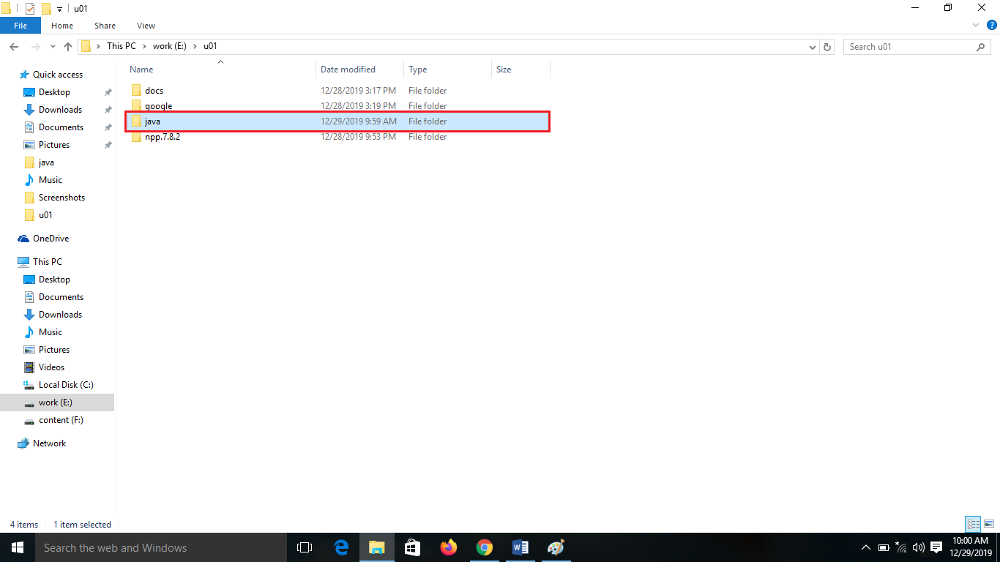 u01
File Home Share View
This PC work (E:) u01
Search u01
Quick access
Desktop
Downloads
Documents
Pictures
java
Music
Screenshots
u01
OneDrive
This PC
Desktop
Documents
Downloads
Music
Pictures
Videos
Local Disk (C:)
work (E:)
content (F:)
Network
Name Date modified Type Size
docs 12/28/2019 3:17 PM File folder
google 12/28/2019 3:19 PM File folder
java 12/29/2019 9:59 AM File folder
npp.7.8.2 12/28/2019 9:53 PM File folder
4 items 1 item selected
Search the web and Windows
10:00 AM
12/29/2019